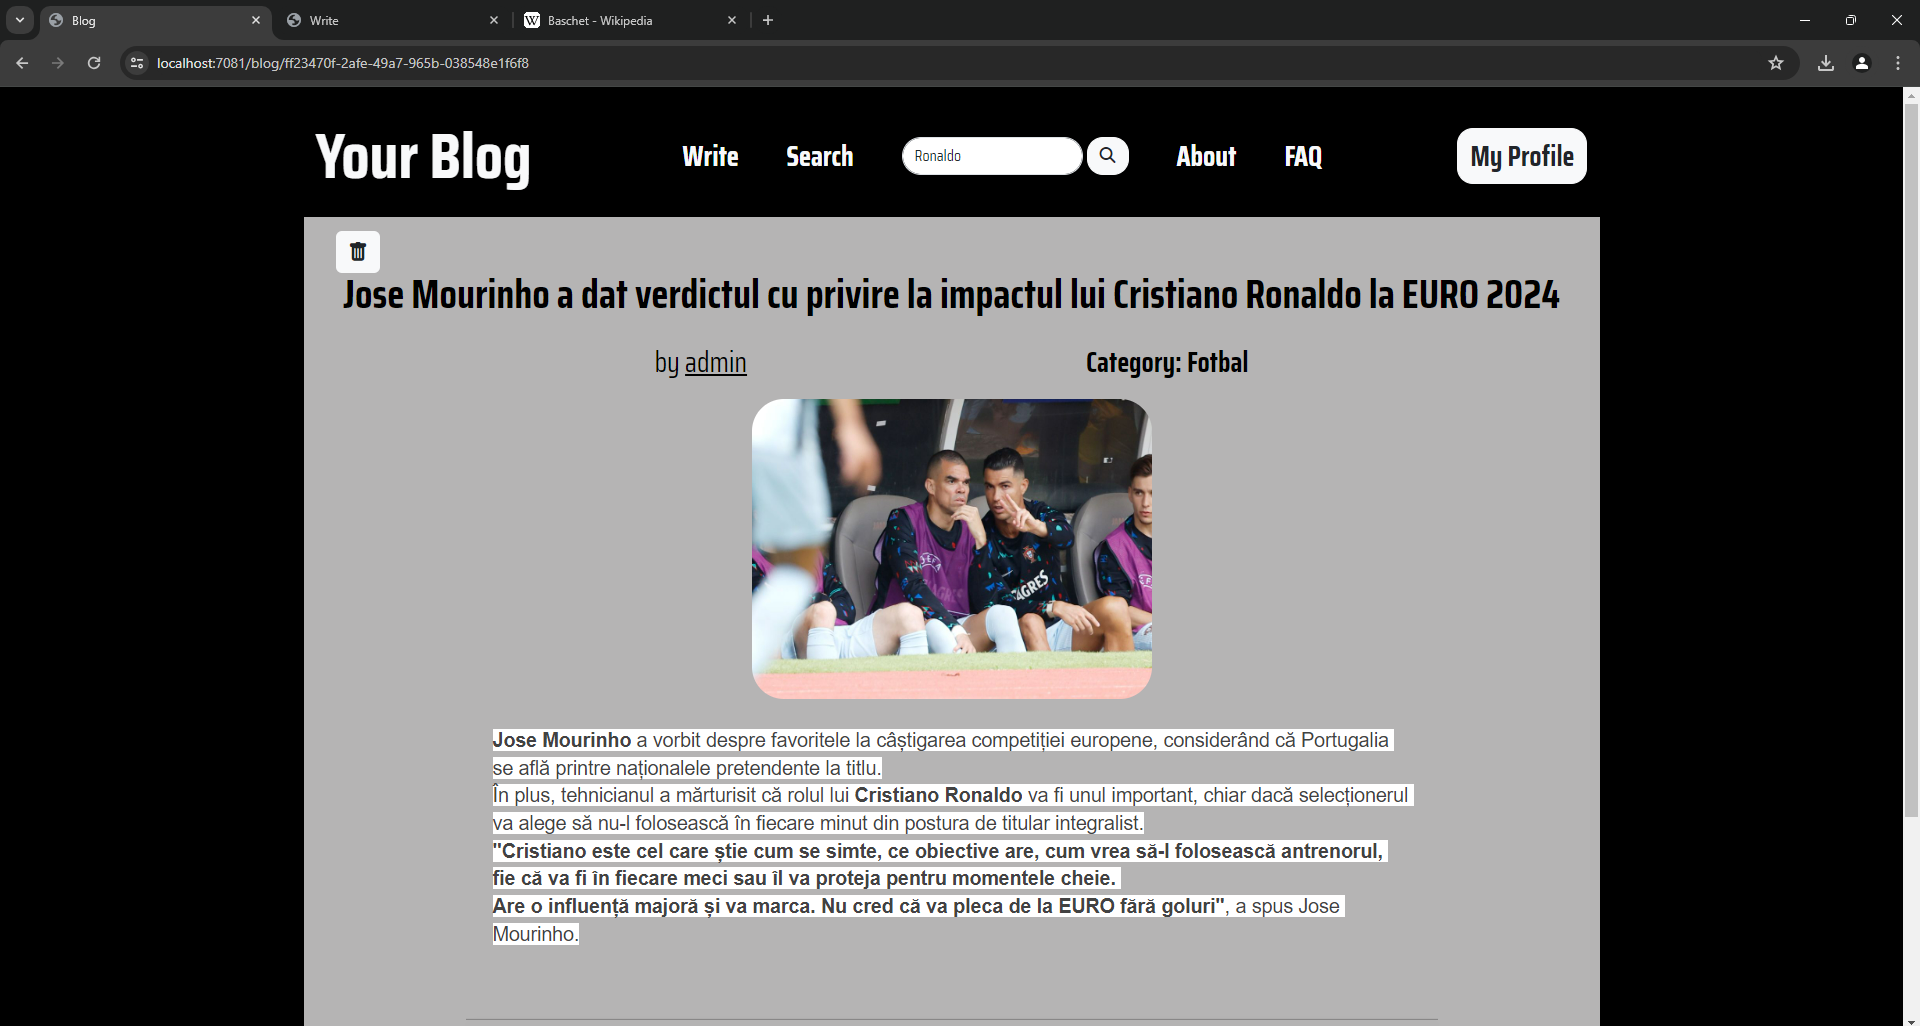 Blog
Write
Baschet - Wikipedia
localhost:7081/blog/ff23470f-2afe-49a7-965b-038548e1f6f8
Your Blog
Write
Search
Ronaldo
About
FAQ
My Profile
Jose Mourinho a dat verdictul cu privire la impactul lui Cristiano Ronaldo la EURO 2024
by admin
Category: Fotbal
UEFA
SAGRES
Jose Mourinho a vorbit despre favoritele la câștigarea competiției europene, considerând că Portugalia
se află printre naționalele pretendente la titlu.
În plus, tehnicianul a mărturisit că rolul lui Cristiano Ronaldo va fi unul important, chiar dacă selecționerul
va alege să nu-l folosească în fiecare minut din postura de titular integralist.
"Cristiano este cel care știe cum se simte, ce obiective are, cum vrea să-l folosească antrenorul,
fie că va fi în fiecare meci sau îl va proteja pentru momentele cheie.
Are o influență majoră și va marca. Nu cred că va pleca de la EURO fără goluri", a spus Jose
Mourinho.